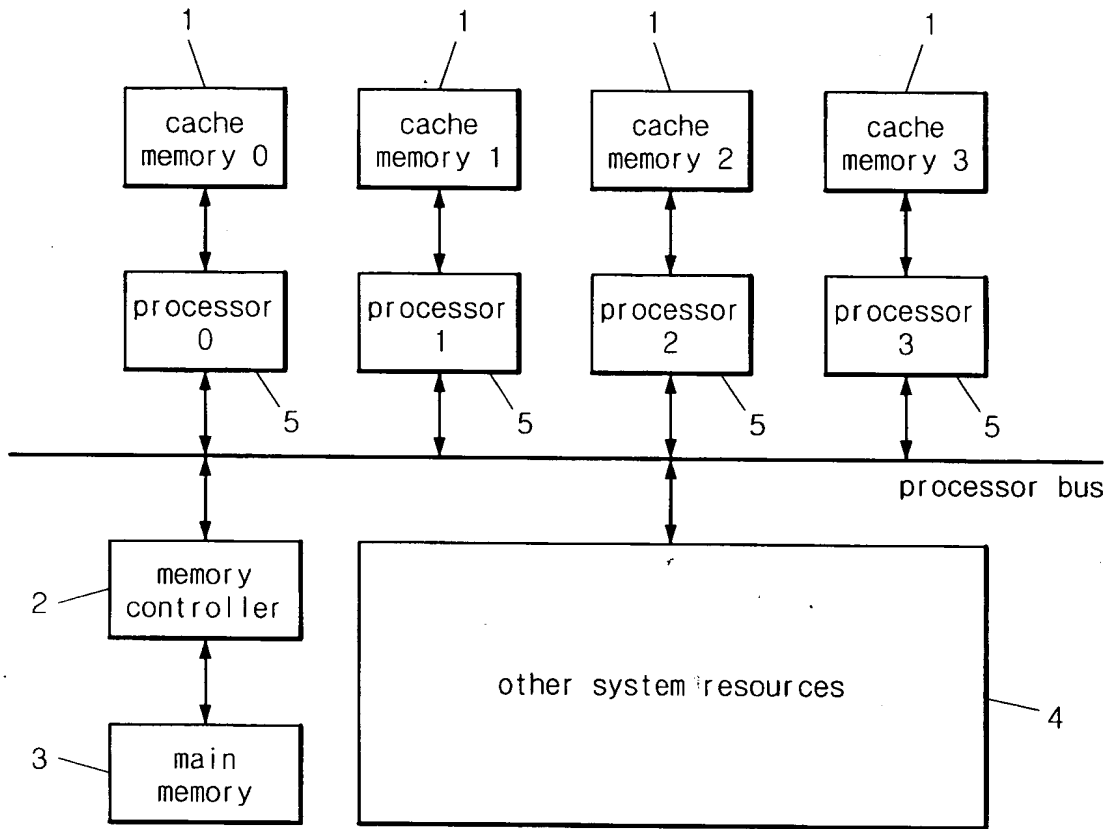 1 1 1 1
cache
memory 0
cache
memory 1
cache
memory 2
cache
memory 3
processor
0
processor
1
processor
2
processor
3
5 5 5 5
processor bus
memory
controller
2
other system resources
4
main
memory
3